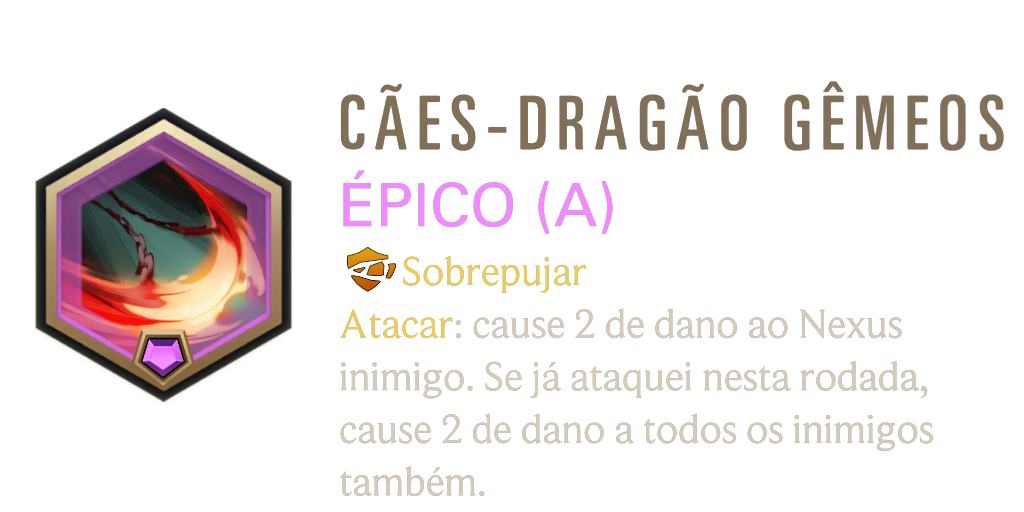 CÃES-DRAGÃO GÊMEOS
ÉPICO (A)
Sobrepujar
Atacar: cause 2 de dano ao Nexus
inimigo. Se já ataquei nesta rodada,
cause 2 de dano a todos os inimigos
também.